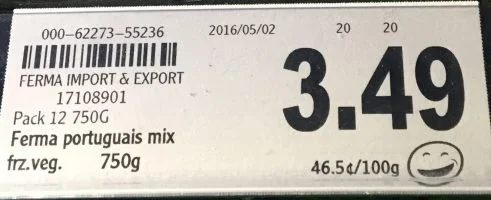 000-62273-55236 2016/05/02 20 20
FERMA IMPORT & EXPORT
17108901
Pack 12 750G
3.49
Ferma portuguais mix
frz.veg. 750g
46.5¢/100g